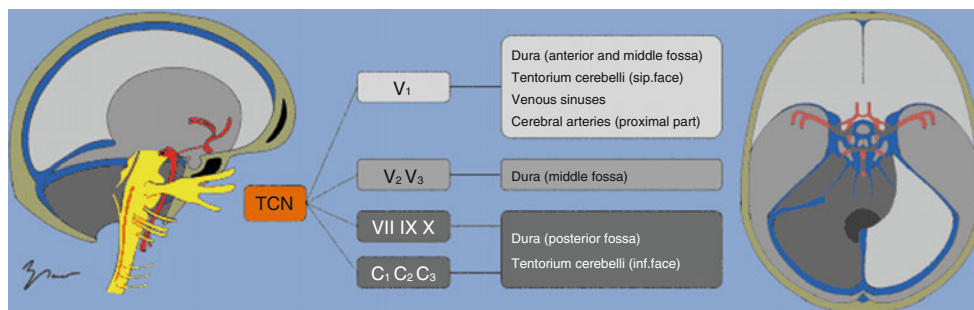 Dura (anterior and middle fossa)
Tentorium cerebelli (sip.face)
Venous sinuses
Cerebral arteries (proximal part)
V₁
V₂ V₃
Dura (middle fossa)
TCN
VII IX X
C₁ C₂ C₃
Dura (posterior fossa)
Tentorium cerebelli (inf.face)